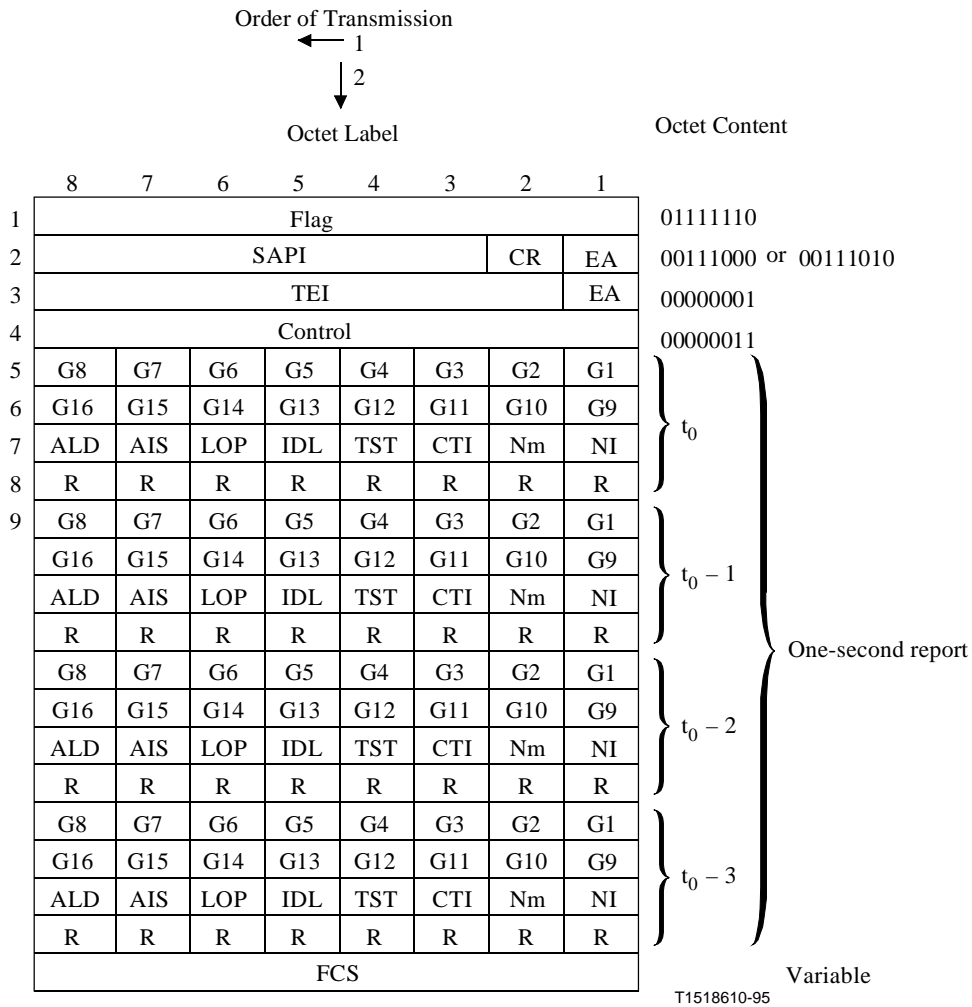 Order of Transmission
1
2
Octet Label
Octet Content
8 7 6 5 4 3 2 1
1 Flag 01111110
2 SAPI CR EA 00111000 or 00111010
3 TEI EA 00000001
4 Control 00000011
5 G8 G7 G6 G5 G4 G3 G2 G1
6 G16 G15 G14 G13 G12 G11 G10 G9
t0
7 ALD AIS LOP IDL TST CTI Nm NI
8 R R R R R R R R
9 G8 G7 G6 G5 G4 G3 G2 G1
G16 G15 G14 G13 G12 G11 G10 G9
t0 – 1
ALD AIS LOP IDL TST CTI Nm NI
R R R R R R R R
One-second report
G8 G7 G6 G5 G4 G3 G2 G1
G16 G15 G14 G13 G12 G11 G10 G9
t0 – 2
ALD AIS LOP IDL TST CTI Nm NI
R R R R R R R R
G8 G7 G6 G5 G4 G3 G2 G1
G16 G15 G14 G13 G12 G11 G10 G9
t0 – 3
ALD AIS LOP IDL TST CTI Nm NI
R R R R R R R R
FCS Variable
T1518610-95